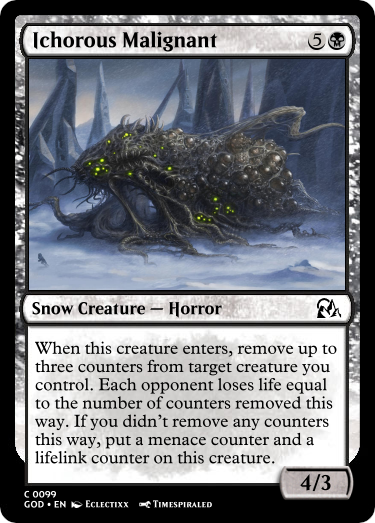 Ichorous Malignant 5
Snow Creature — Horror
When this creature enters, remove up to
three counters from target creature you
control. Each opponent loses life equal
to the number of counters removed this
way. If you didn't remove any counters
this way, put a menace counter and a
lifelink counter on this creature.
4/3
C 0099
GOD • EN Eclectixx Timespiraled